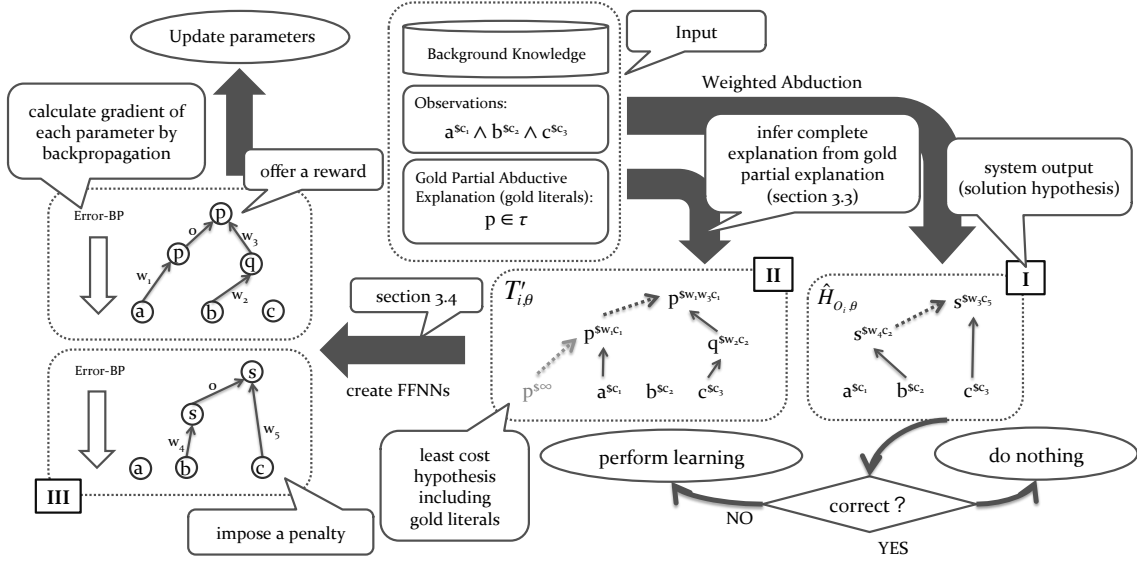 Update parameters
Background Knowledge
Input
Observations:
a^{$c₁} ∧ b^{$c₂} ∧ c^{$c₃}
Gold Partial Abductive
Explanation (gold literals):
p ∈ τ
Weighted Abduction
infer complete
explanation from gold
partial explanation
(section 3.3)
system output
(solution hypothesis)
calculate gradient of
each parameter by
backpropagation
offer a reward
Error-BP
p
o
w₃
p
q
w₁
w₂
a
b
c
section 3.4
create FFNNs
II
T′_{i,θ}
p^{$w₁w₃c₁}
p^{$w₁c₁}
q^{$w₂c₂}
p^{$∞}
a^{$c₁}
b^{$c₂}
c^{$c₃}
I
Ĥ_{O_i,θ}
s^{$w₃c₅}
s^{$w₄c₂}
a^{$c₁}
b^{$c₂}
c^{$c₃}
Error-BP
s
o
s
w₄
w₅
a
b
c
III
impose a penalty
least cost
hypothesis
including
gold literals
perform learning
do nothing
correct ?
NO
YES